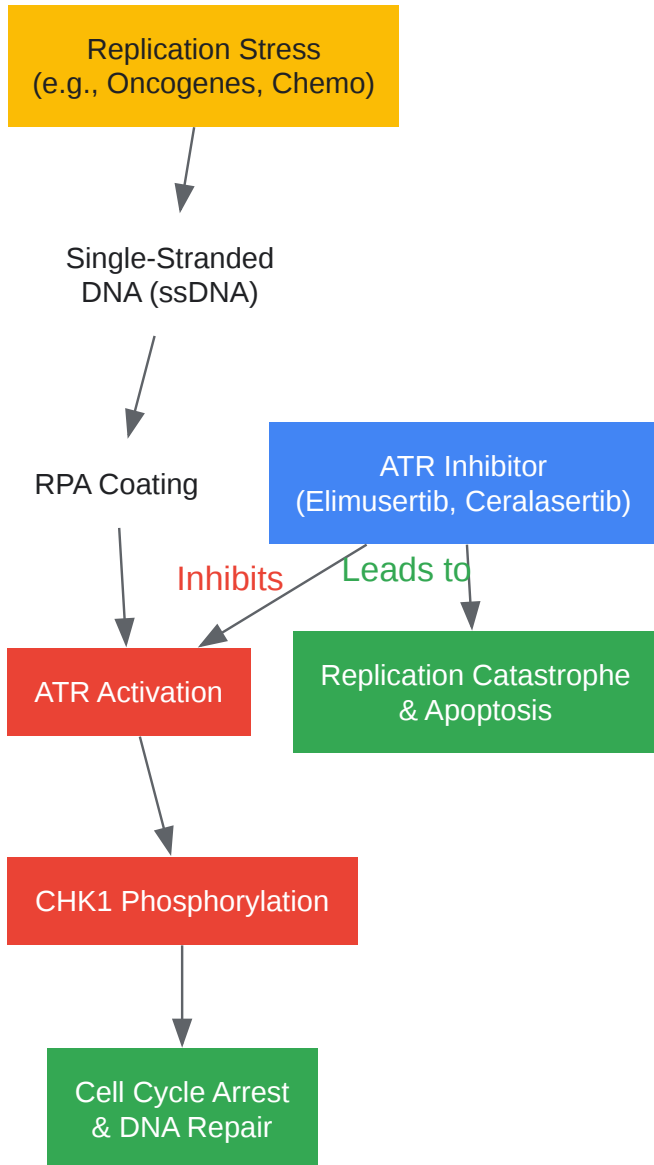 Replication Stress
(e.g., Oncogenes, Chemo)
Single-Stranded
DNA (ssDNA)
RPA Coating
ATR Inhibitor
(Elimusertib, Ceralasertib)
Inhibits
Leads to
ATR Activation
Replication Catastrophe
& Apoptosis
CHK1 Phosphorylation
Cell Cycle Arrest
& DNA Repair